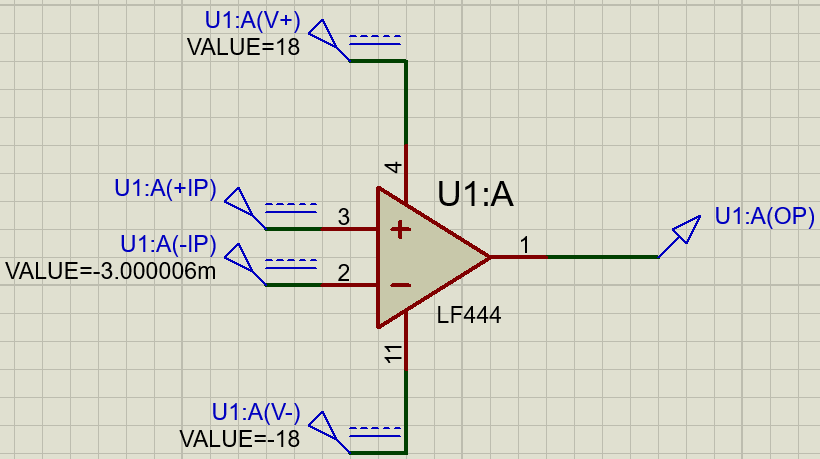 U1:A(V+)
VALUE=18
4
U1:A
U1:A(+IP)
3
+
U1:A(OP)
1
U1:A(-IP)
VALUE=-3.000006m
2
−
LF444
11
U1:A(V-)
VALUE=-18